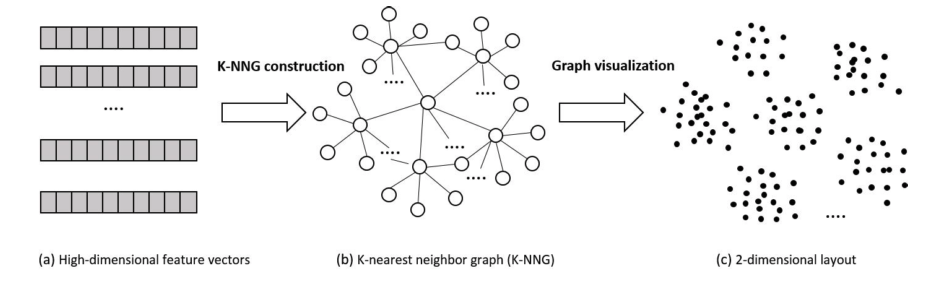 K-NNG construction
Graph visualization
(a) High-dimensional feature vectors
(b) K-nearest neighbor graph (K-NNG)
(c) 2-dimensional layout